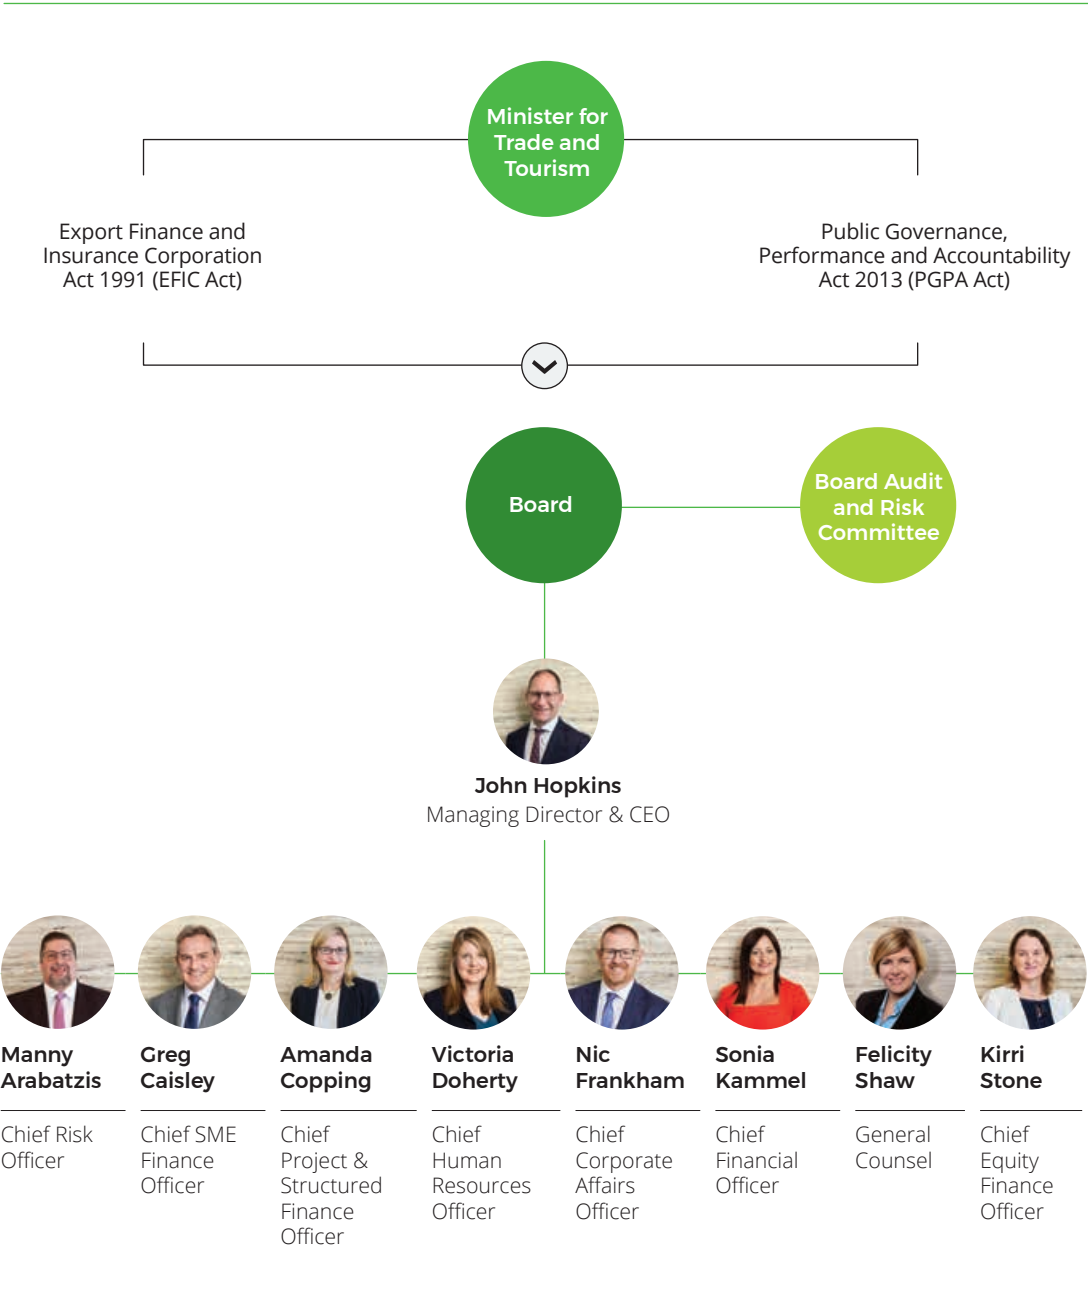 Minister for
Trade and
Tourism
Export Finance and
Insurance Corporation
Act 1991 (EFIC Act)
Public Governance,
Performance and Accountability
Act 2013 (PGPA Act)
Board
Board Audit
and Risk
Committee
John Hopkins
Managing Director & CEO
Manny
Arabatzis
Chief Risk
Officer
Greg
Caisley
Chief SME
Finance
Officer
Amanda
Copping
Chief
Project &
Structured
Finance
Officer
Victoria
Doherty
Chief
Human
Resources
Officer
Nic
Frankham
Chief
Corporate
Affairs
Officer
Sonia
Kammel
Chief
Financial
Officer
Felicity
Shaw
General
Counsel
Kirri
Stone
Chief
Equity
Finance
Officer